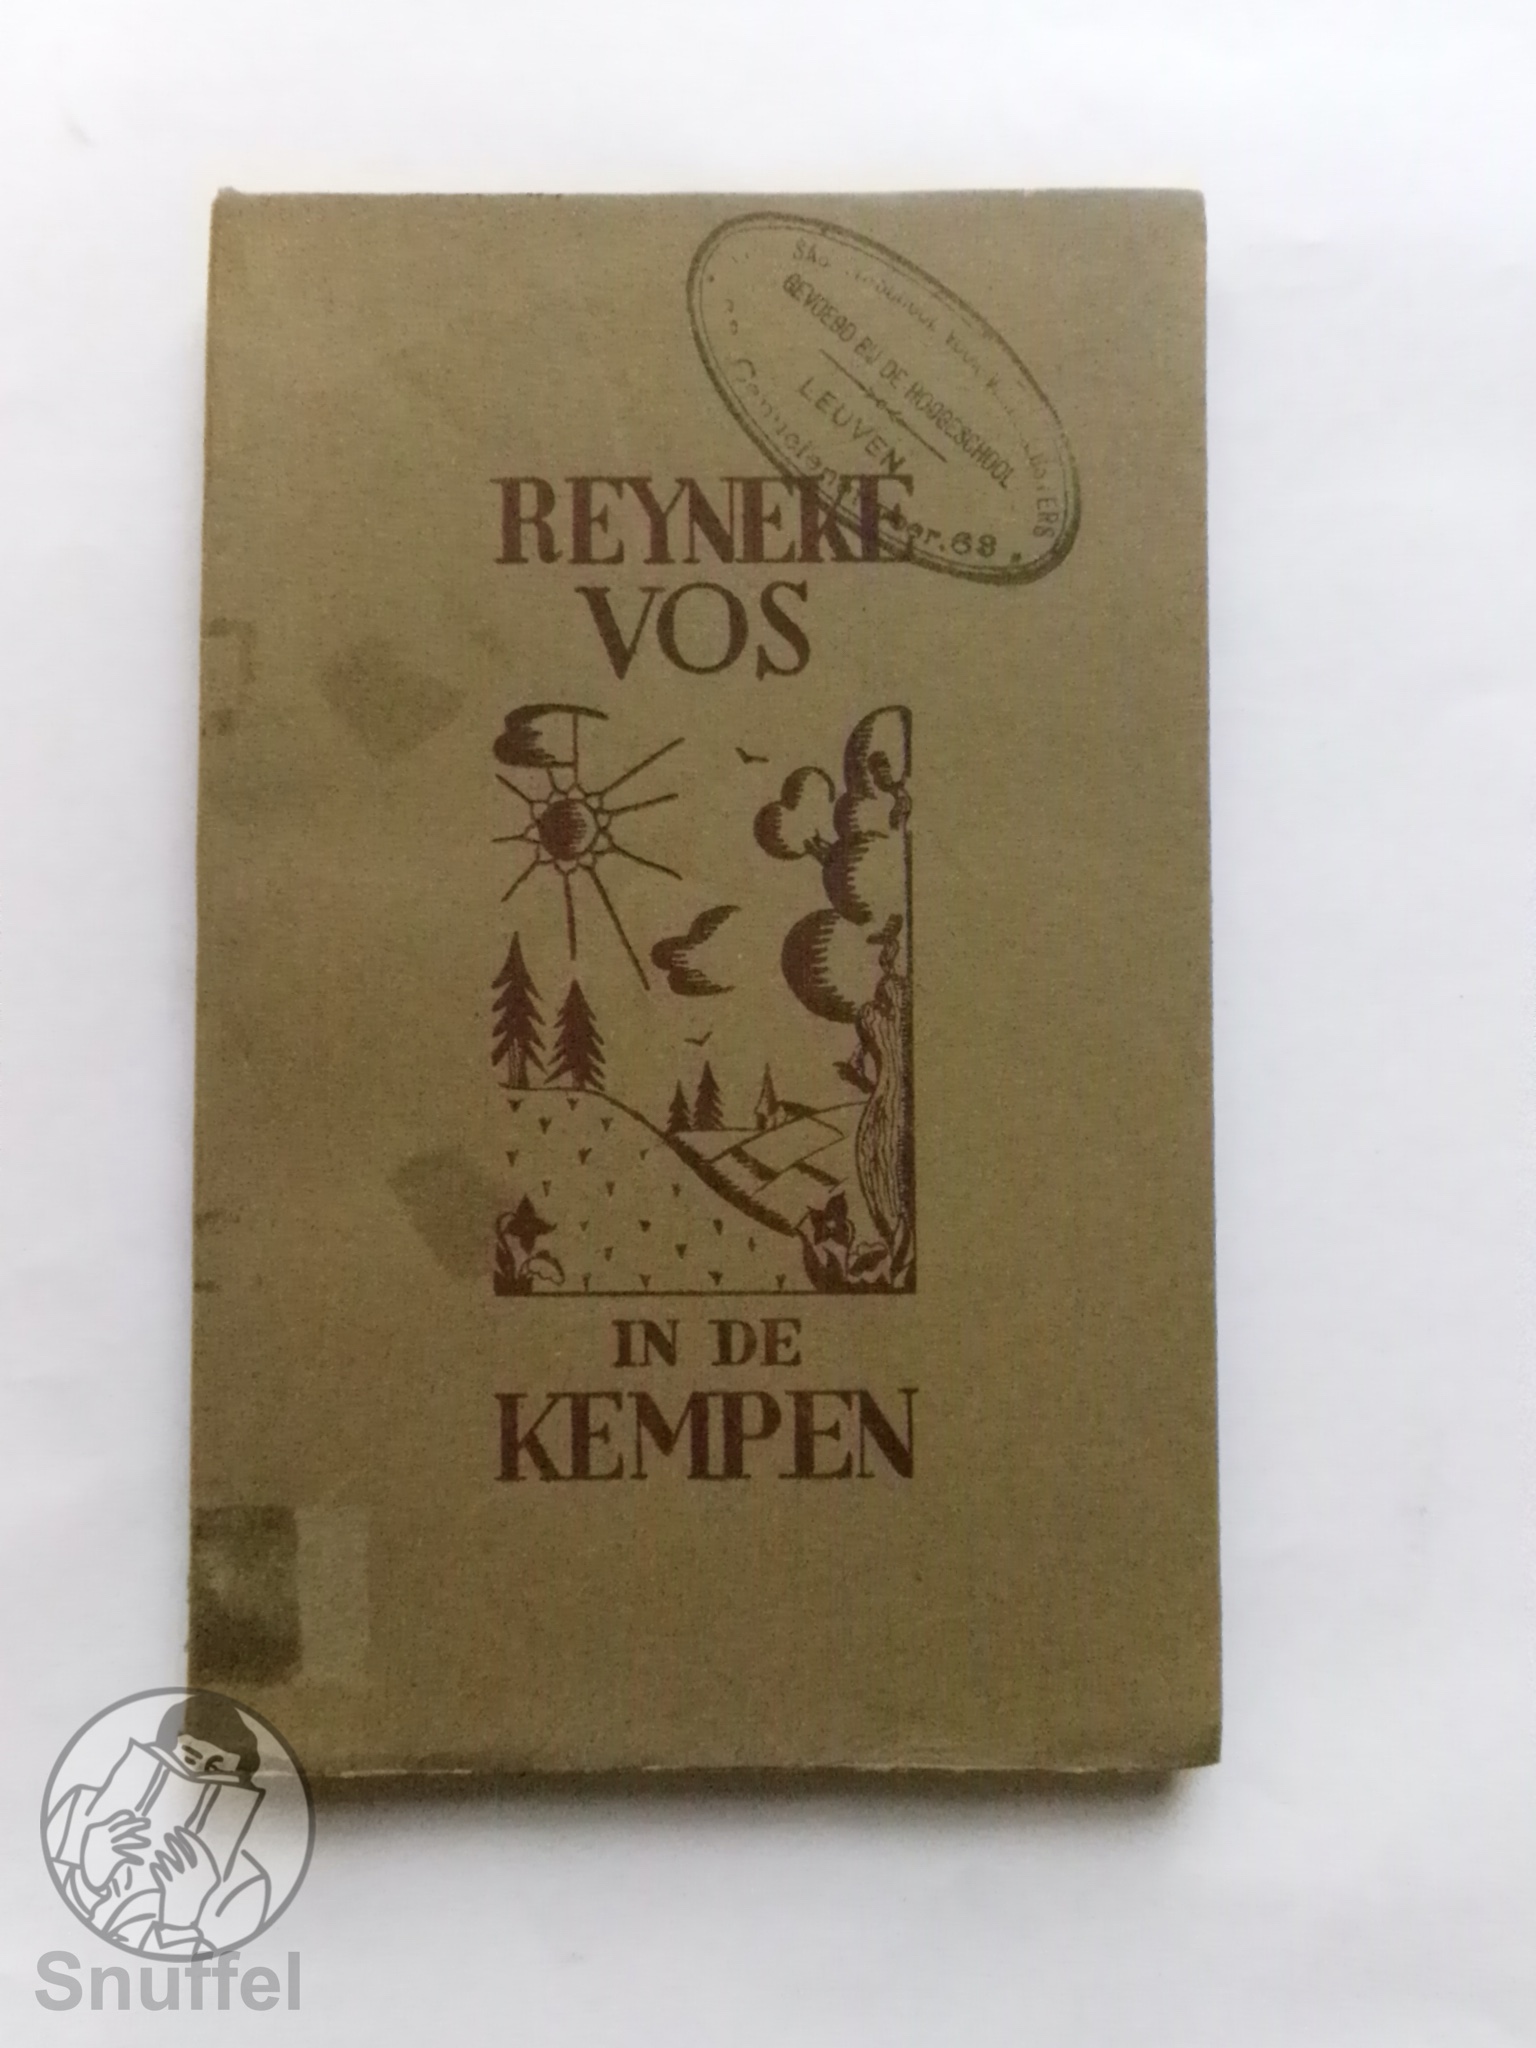 GEVOEGD BIJ DE HOOGESCHOOL
LEUVEN
REYNEKE
VOS
IN DE
KEMPEN
Snuffel